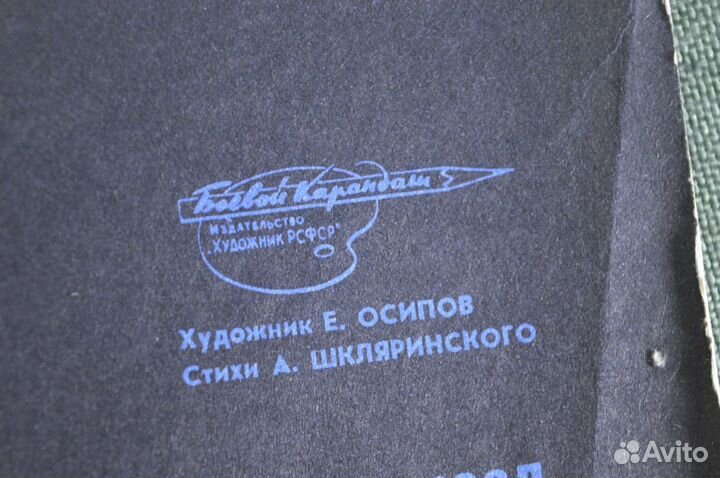 Боевой Карандаш
ИЗДАТЕЛЬСТВО
„ХУДОЖНИК РСФСР"
Художник Е. ОСИПОВ
Стихи А. ШКЛЯРИНСКОГО
Avito